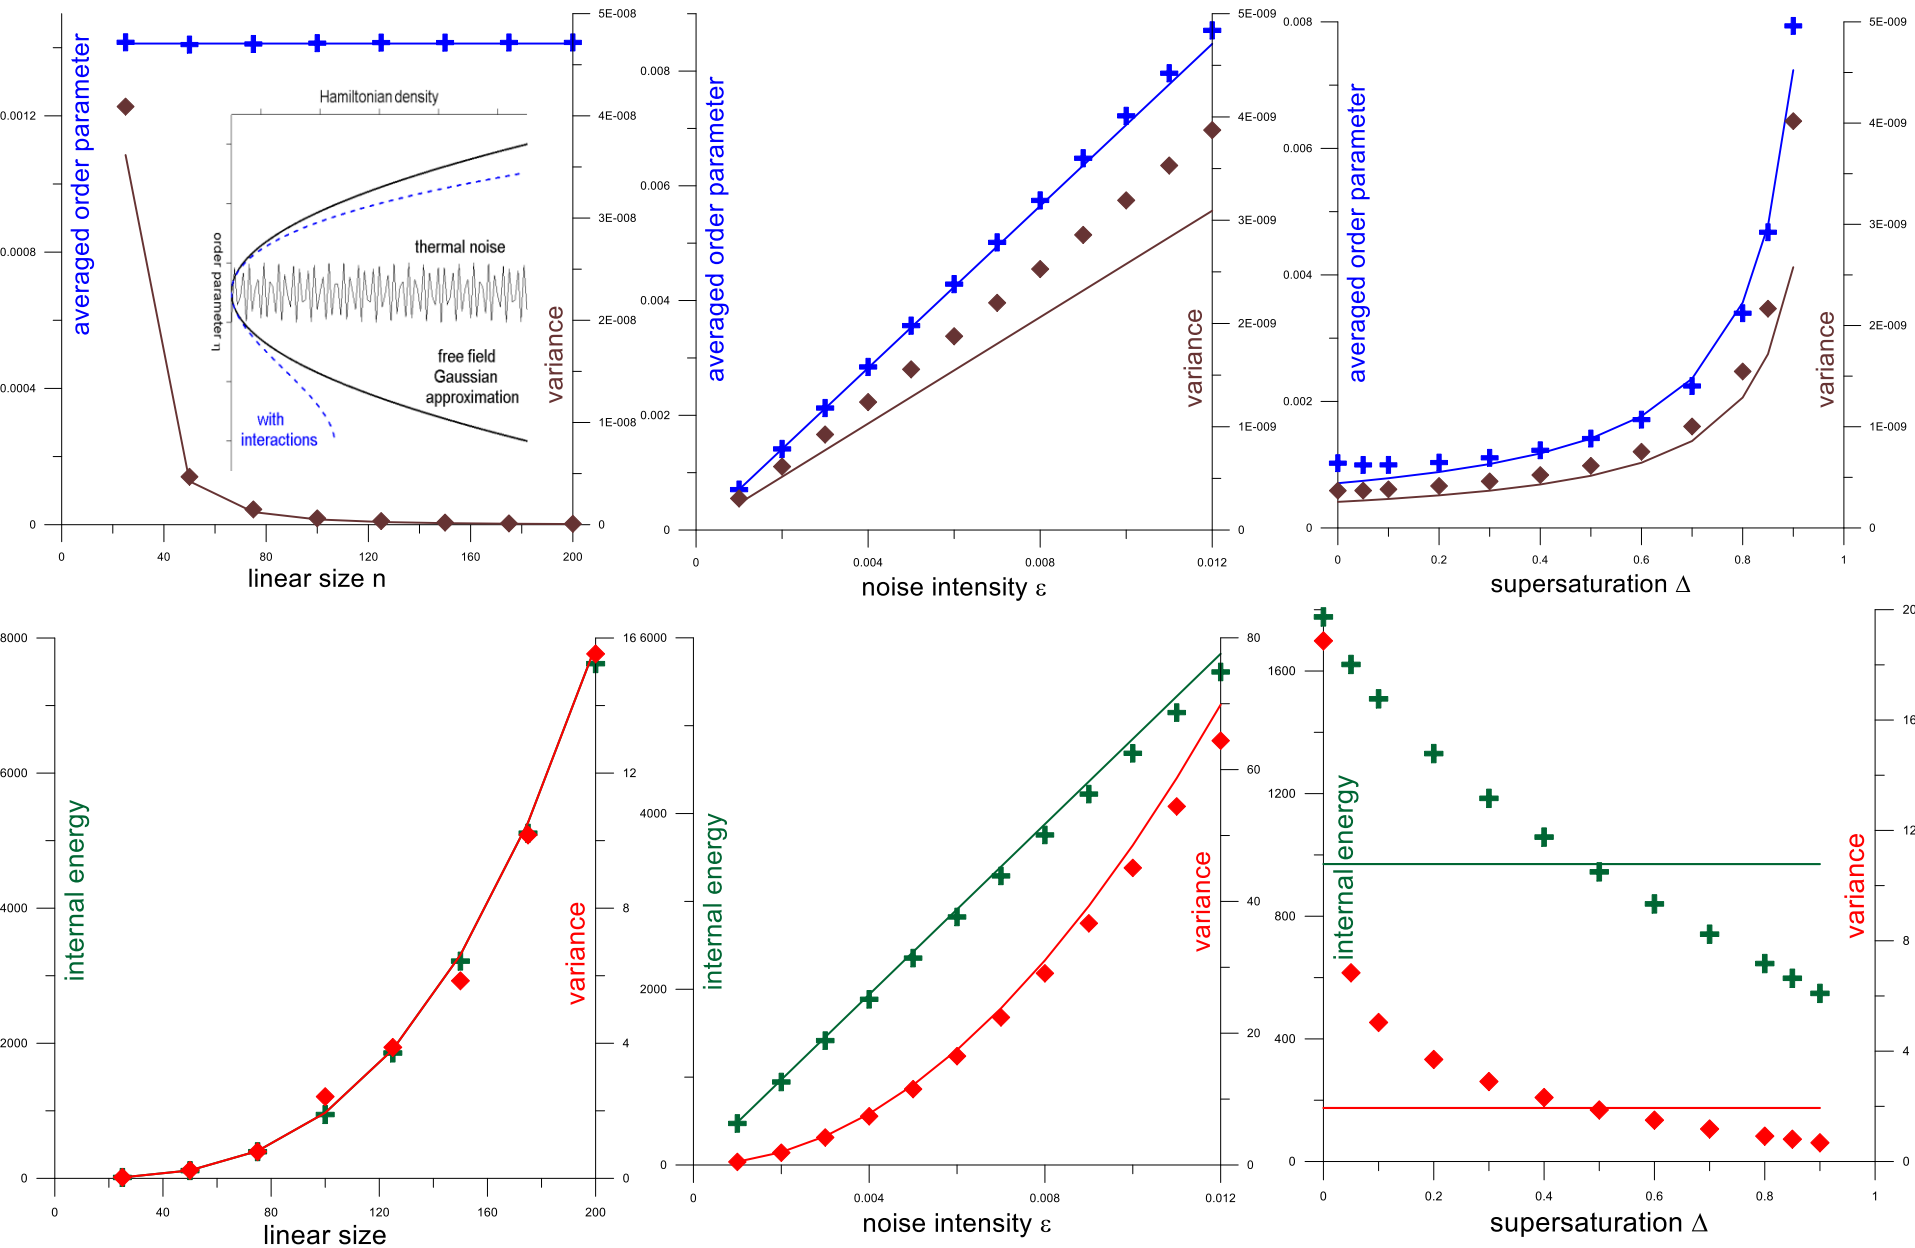 5E-008
4E-008
3E-008
2E-008
1E-008
0
0.0012
0.0008
0.0004
0
averaged order parameter
variance
Hamiltonian density
order parameter η
thermal noise
free field
Gaussian
approximation
with
interactions
0 40 80 120 160 200
linear size n
0.008
0.006
0.004
0.002
0
averaged order parameter
5E-009
4E-009
3E-009
2E-009
1E-009
0
variance
0 0.004 0.008 0.012
noise intensity ε
0.008
0.006
0.004
0.002
0
averaged order parameter
5E-009
4E-009
3E-009
2E-009
1E-009
0
variance
0 0.2 0.4 0.6 0.8 1
supersaturation Δ
8000
6000
4000
2000
0
internal energy
16
12
8
4
0
variance
0 40 80 120 160 200
linear size
6000
4000
2000
0
internal energy
80
60
40
20
0
variance
0 0.004 0.008 0.012
noise intensity ε
1600
1200
800
400
0
internal energy
20
16
12
8
4
0
variance
0 0.2 0.4 0.6 0.8 1
supersaturation Δ